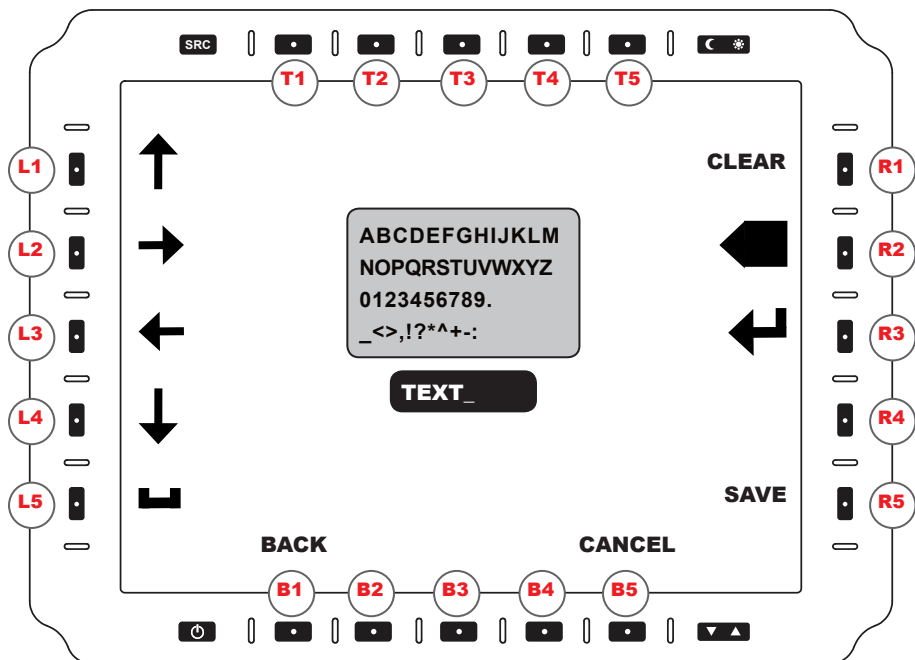 SRC
T1 T2 T3 T4 T5
L1
CLEAR
R1
L2
ABCDEFGHIJKLM
R2
NOPQRSTUVWXYZ
0123456789.
L3
_<>,!?*^+-:
R3
TEXT_
L4
R4
L5
SAVE
R5
BACK
CANCEL
B1 B2 B3 B4 B5